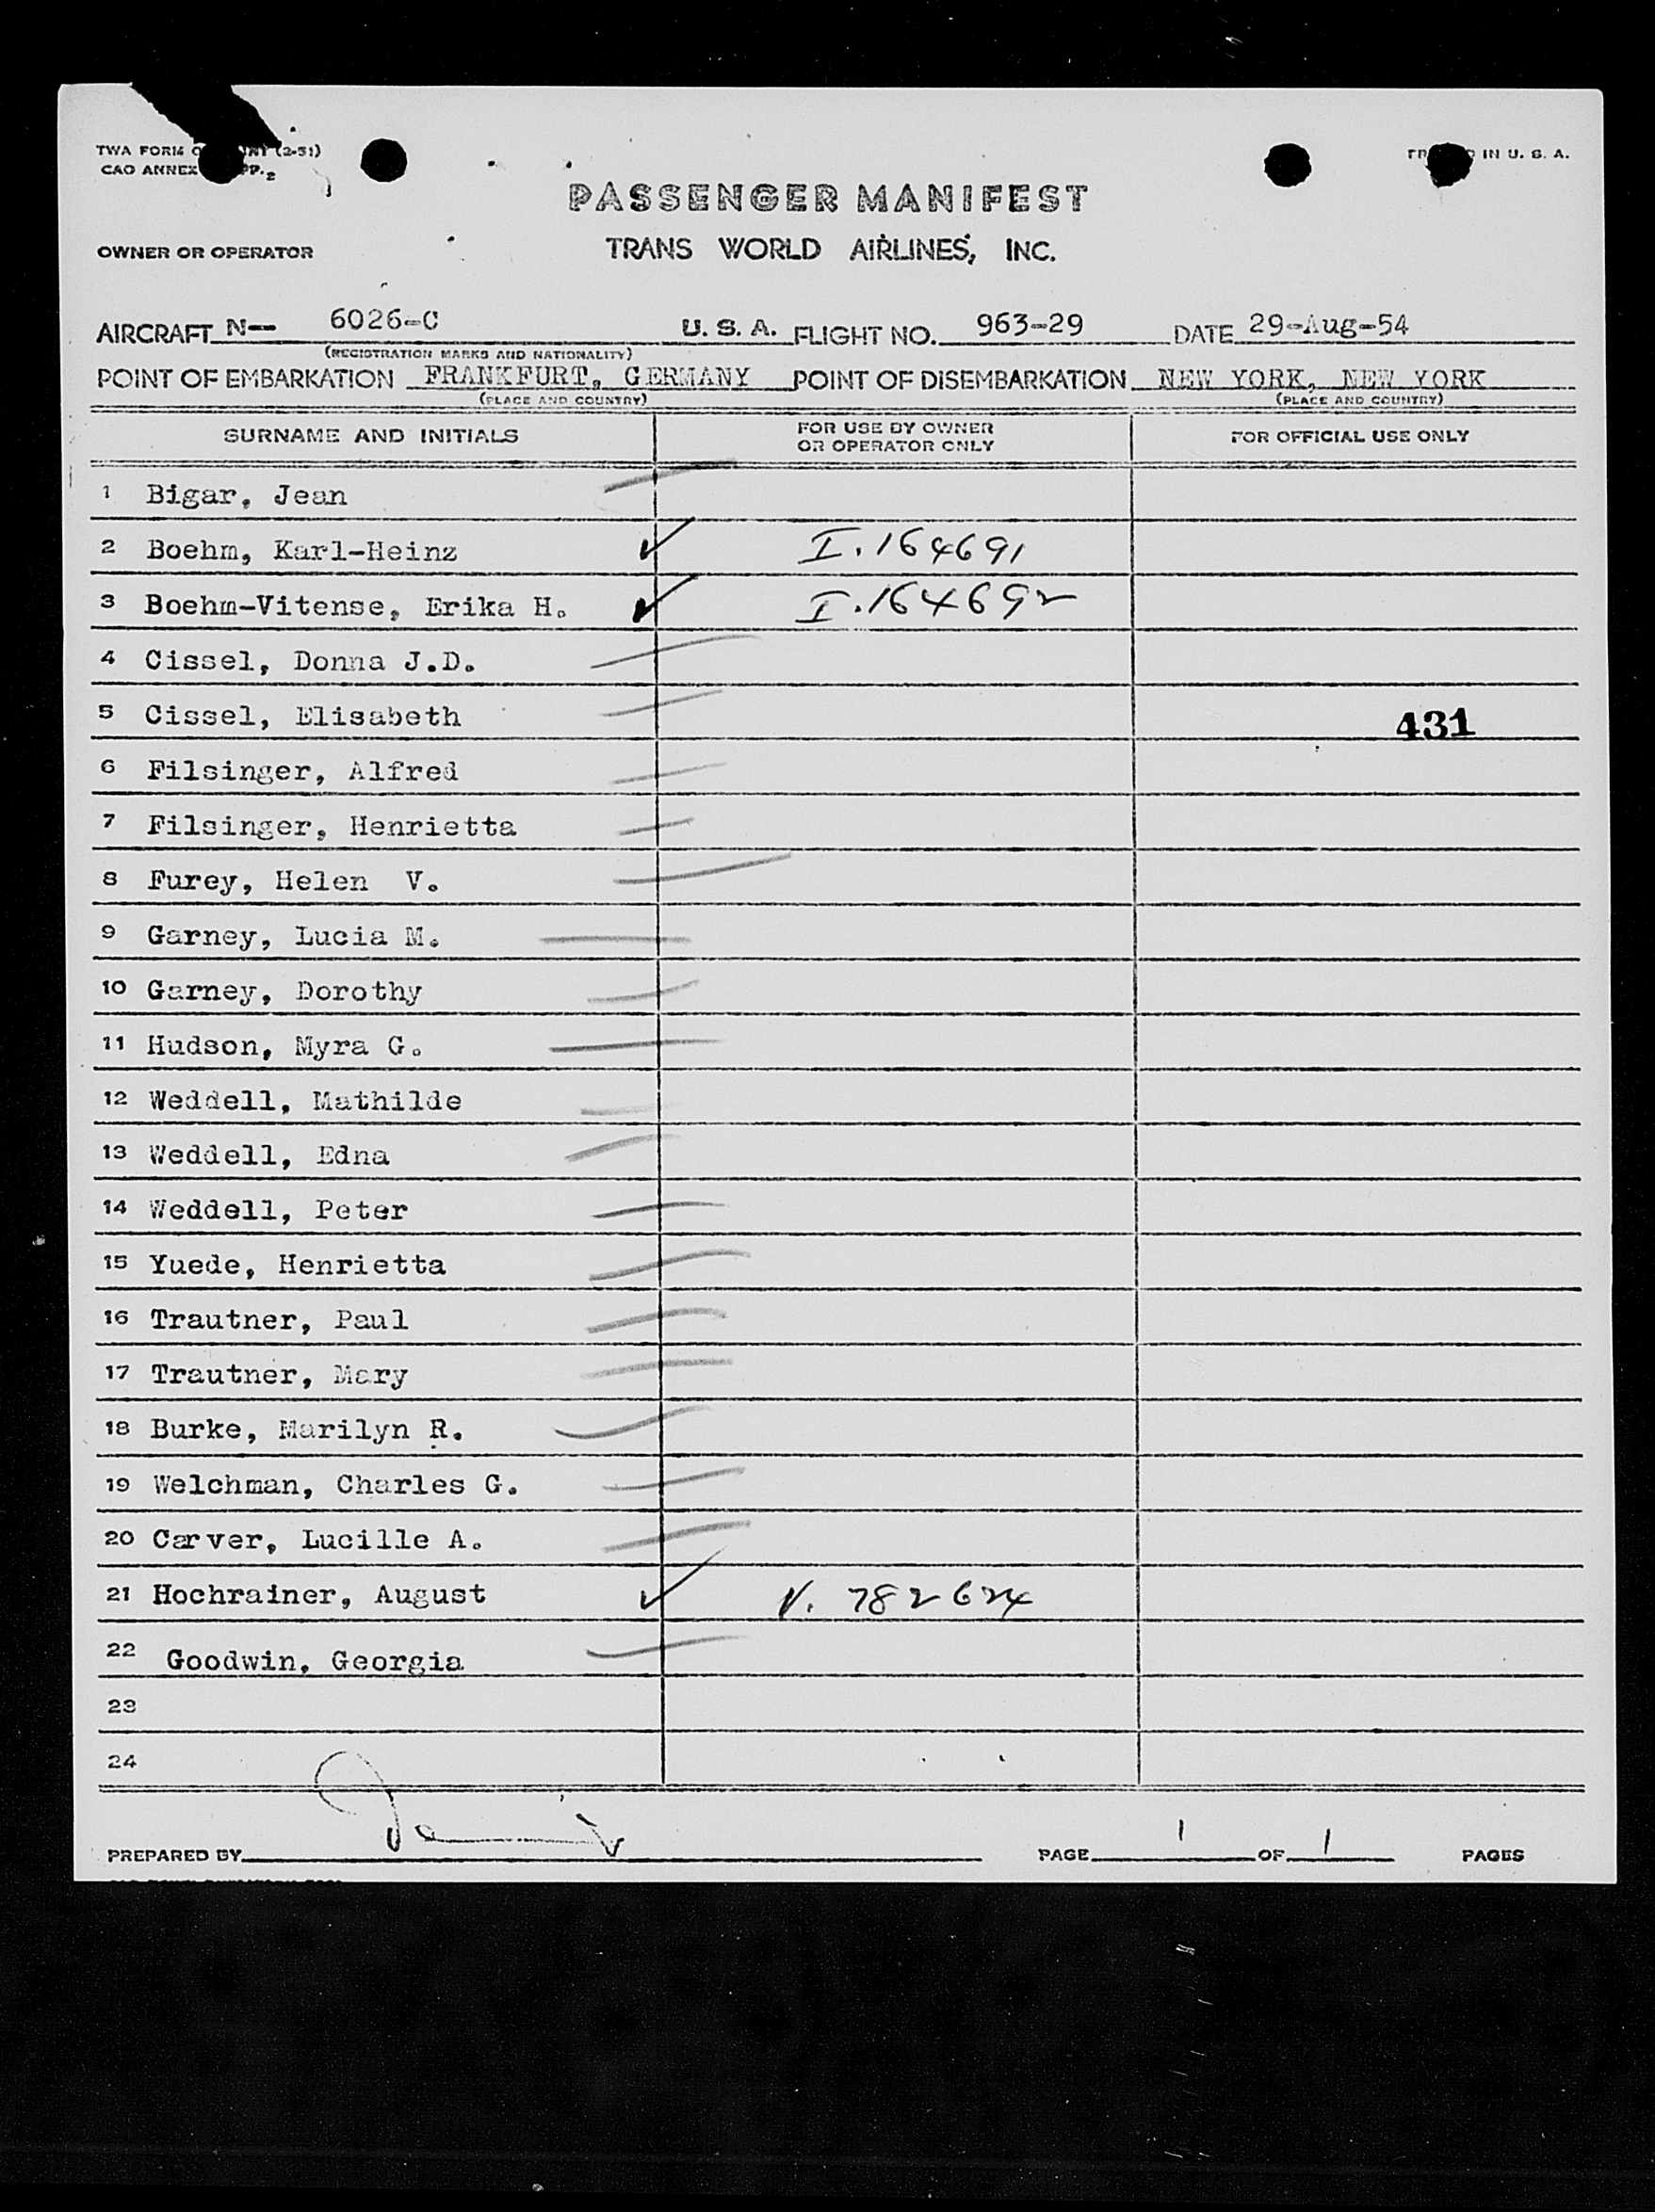 TWA FORM (2-51)
CAO ANNEX PP. 2
IN U. S. A.
PASSENGER MANIFEST
OWNER OR OPERATOR TRANS WORLD AIRLINES, INC.
AIRCRAFT N-- 6026-C U. S. A. FLIGHT NO. 963-29 DATE 29-Aug-54
(REGISTRATION MARKS AND NATIONALITY)
POINT OF EMBARKATION FRANKFURT, GERMANY POINT OF DISEMBARKATION NEW YORK, NEW YORK
(PLACE AND COUNTRY) (PLACE AND COUNTRY)
SURNAME AND INITIALS FOR USE BY OWNER OR OPERATOR ONLY FOR OFFICIAL USE ONLY
1 Bigar, Jean
2 Boehm, Karl-Heinz ✓ I.164691
3 Boehm-Vitense, Erika H. ✓ I.164692
4 Cissel, Donna J.D.
5 Cissel, Elisabeth 431
6 Filsinger, Alfred
7 Filsinger, Henrietta
8 Furey, Helen V.
9 Garney, Lucia M.
10 Garney, Dorothy
11 Hudson, Myra G.
12 Weddell, Mathilde
13 Weddell, Edna
14 Weddell, Peter
15 Yuede, Henrietta
16 Trautner, Paul
17 Trautner, Mary
18 Burke, Marilyn R.
19 Welchman, Charles G.
20 Carver, Lucille A.
21 Hochrainer, August ✓ V. 782624
22 Goodwin, Georgia
23
24
PREPARED BY PAGE 1 OF 1 PAGES